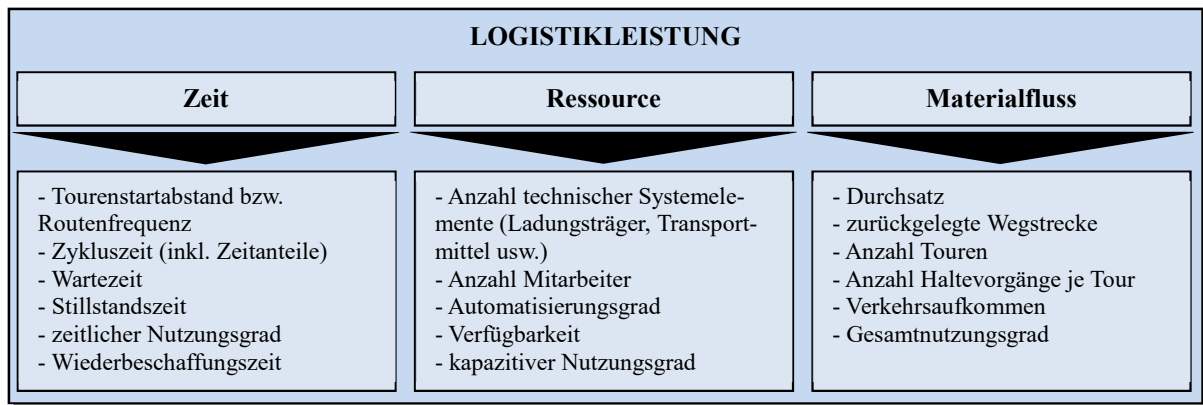 LOGISTIKLEISTUNG
Zeit
- Tourenstartabstand bzw.
Routenfrequenz
- Zykluszeit (inkl. Zeitanteile)
- Wartezeit
- Stillstandszeit
- zeitlicher Nutzungsgrad
- Wiederbeschaffungszeit
Ressource
- Anzahl technischer Systemele-
mente (Ladungsträger, Transport-
mittel usw.)
- Anzahl Mitarbeiter
- Automatisierungsgrad
- Verfügbarkeit
- kapazitiver Nutzungsgrad
Materialfluss
- Durchsatz
- zurückgelegte Wegstrecke
- Anzahl Touren
- Anzahl Haltevorgänge je Tour
- Verkehrsaufkommen
- Gesamtnutzungsgrad